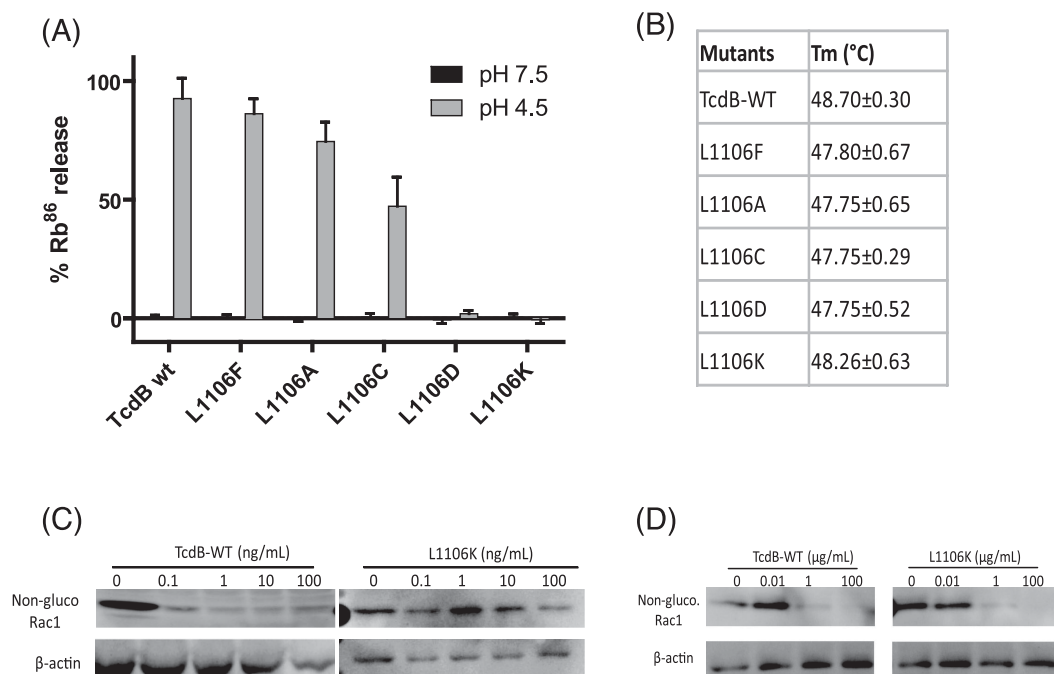 (A)
% Rb86 release
100
50
0
pH 7.5
pH 4.5
TcdB wt
L1106F
L1106A
L1106C
L1106D
L1106K
(B)
Mutants Tm (°C)
TcdB-WT 48.70±0.30
L1106F 47.80±0.67
L1106A 47.75±0.65
L1106C 47.75±0.29
L1106D 47.75±0.52
L1106K 48.26±0.63
(C)
TcdB-WT (ng/mL) L1106K (ng/mL)
0 0.1 1 10 100 0 0.1 1 10 100
Non-gluco
Rac1
β-actin
(D)
TcdB-WT (μg/mL) L1106K (μg/mL)
0 0.01 1 100 0 0.01 1 100
Non-gluco.
Rac1
β-actin